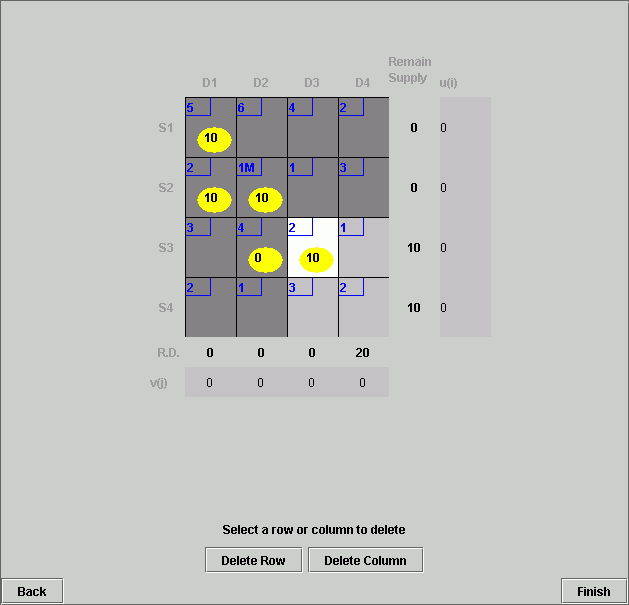 Remain
D1 D2 D3 D4 Supply u(i)
5 6 4 2
S1 10 0 0
2 1M 1 3
S2 10 10 0 0
3 4 2 1
S3 0 10 10 0
2 1 3 2
S4 10 0
R.D. 0 0 0 20
v(j) 0 0 0 0
Select a row or column to delete
Delete Row Delete Column
Back Finish